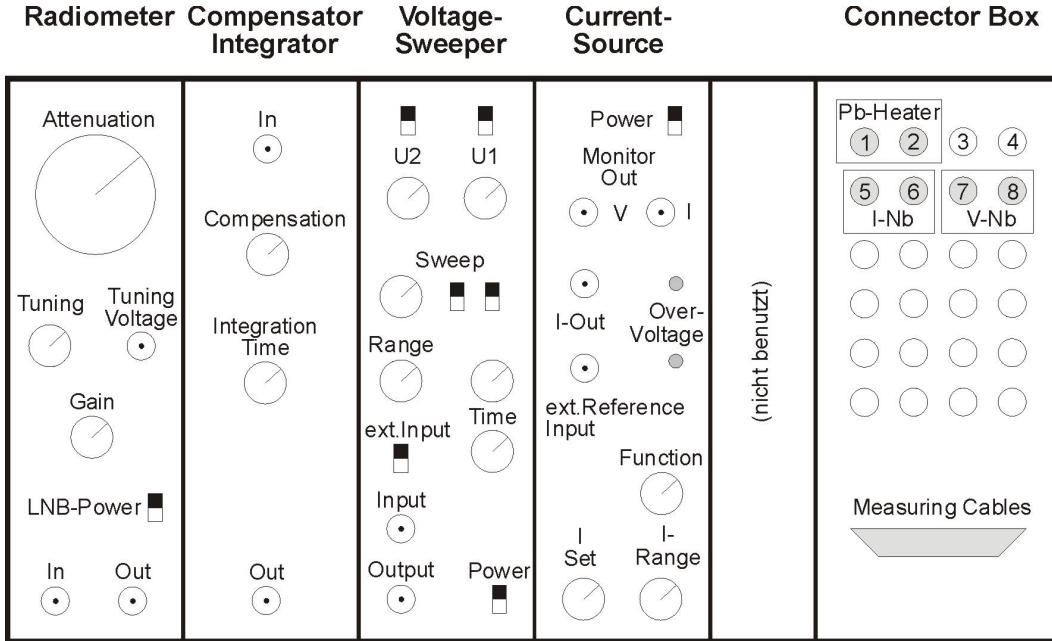 Radiometer
Compensator
Integrator
Voltage-
Sweeper
Current-
Source
Connector Box
Attenuation
Tuning
Tuning
Voltage
Gain
LNB-Power
In
Out
In
Compensation
Integration
Time
Out
U2
U1
Sweep
Range
Time
ext.Input
Input
Output
Power
Power
Monitor
Out
V
I
I-Out
Over-
Voltage
ext.Reference
Input
Function
I
Set
I-
Range
(nicht benutzt)
Pb-Heater
1 2 3 4
5 6 7 8
I-Nb
V-Nb
Measuring Cables